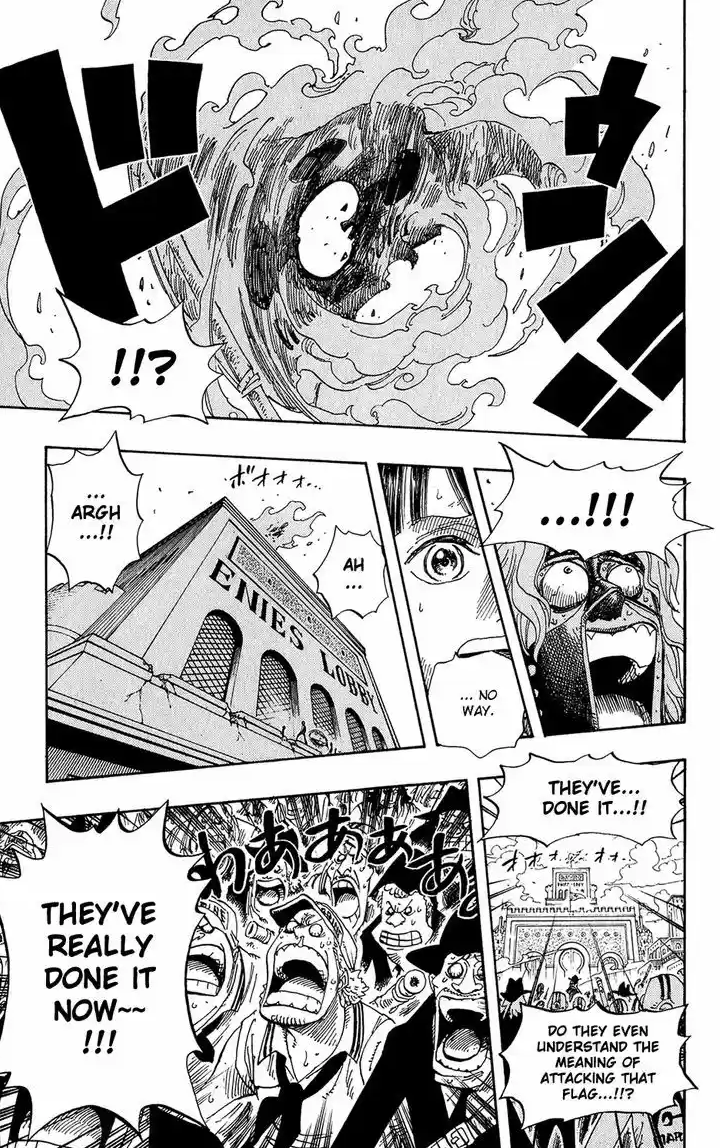 ドウ!!
!!?
...!!!
... NO
WAY.
ボオオオ...
AH
...
...
ARGH
...!!
ENIES LOBBY
THEY'VE...
DONE IT...!!
オオオ...
DO THEY EVEN
UNDERSTAND THE
MEANING OF
ATTACKING THAT
FLAG...!!?
わあああああ
THEY'VE
REALLY
DONE IT
NOW~~
!!!